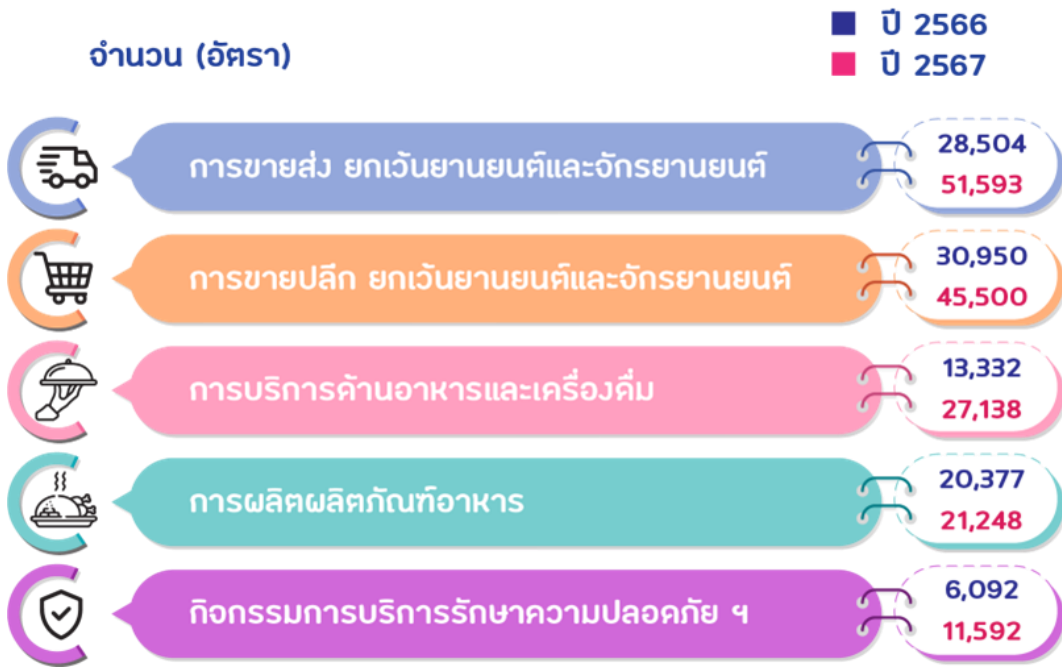 จำนวน (อัตรา)
ปี 2566
ปี 2567
การขายส่ง ยกเว้นยานยนต์และจักรยานยนต์
28,504
51,593
การขายปลีก ยกเว้นยานยนต์และจักรยานยนต์
30,950
45,500
การบริการด้านอาหารและเครื่องดื่ม
13,332
27,138
การผลิตผลิตภัณฑ์อาหาร
20,377
21,248
กิจกรรมการบริการรักษาความปลอดภัย ฯ
6,092
11,592